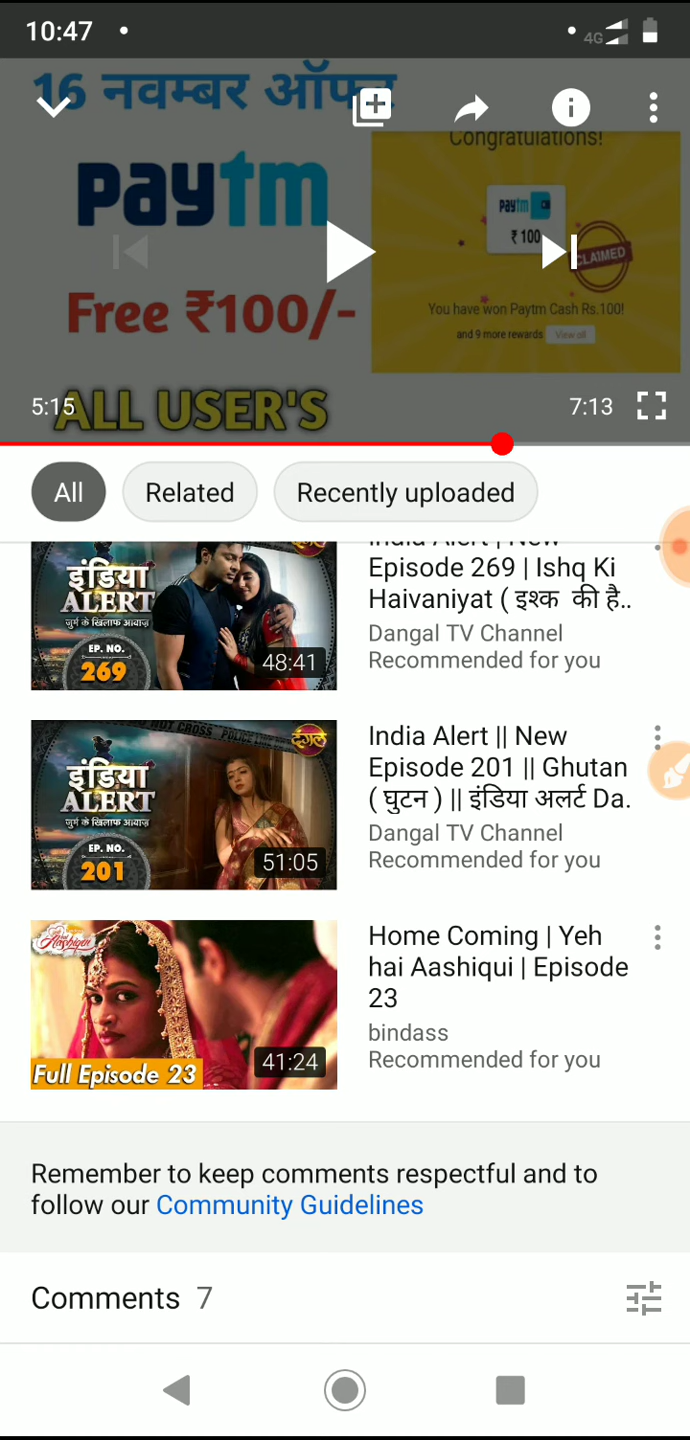 10:47
4G
16 नवम्बर ऑफर
paytm
Free ₹100/-
ALL USER'S
Congratulations!
paytm
₹ 100
CLAIMED
You have won Paytm Cash Rs.100!
and 9 more rewards View all
5:15
7:13
All
Related
Recently uploaded
इंडिया
ALERT
जुर्म के खिलाफ आवाज़
EP. NO.
269
48:41
India Alert | New
Episode 269 | Ishq Ki
Haivaniyat ( इश्क की है..
Dangal TV Channel
Recommended for you
दंगल
इंडिया
ALERT
जुर्म के खिलाफ आवाज़
EP. NO.
201
51:05
India Alert || New
Episode 201 || Ghutan
( घुटन ) || इंडिया अलर्ट Da.
Dangal TV Channel
Recommended for you
Aashiqui
Full Episode 23
41:24
Home Coming | Yeh
hai Aashiqui | Episode
23
bindass
Recommended for you
Remember to keep comments respectful and to
follow our Community Guidelines
Comments 7